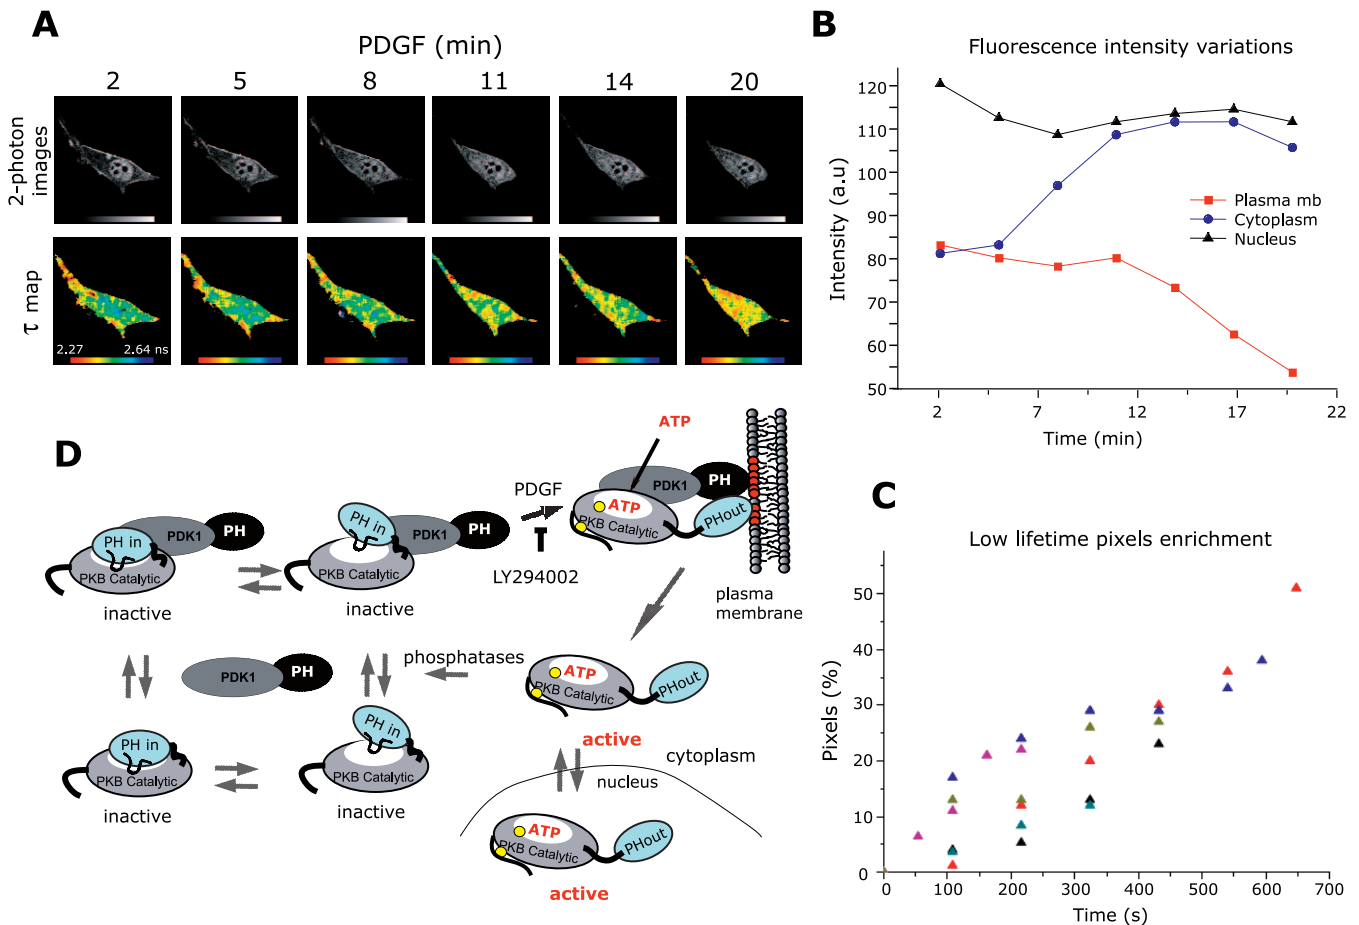 A
PDGF (min)
2 5 8 11 14 20
2-photon
images
τ map
2.27 2.64 ns
B
Fluorescence intensity variations
Intensity (a.u)
120
110
100
90
80
70
60
50
2 7 12 17 22
Time (min)
Plasma mb
Cytoplasm
Nucleus
C
Low lifetime pixels enrichment
Pixels (%)
50
40
30
20
10
0
0 100 200 300 400 500 600 700
Time (s)
D
PH in
PDK1
PH
PKB Catalytic
inactive
PH in
PDK1
PH
PKB Catalytic
inactive
PDGF
LY294002
ATP
PDK1
PH
ATP
PKB Catalytic
PHout
plasma
membrane
PDK1
PH
phosphatases
ATP
PKB Catalytic
PHout
active
PH in
PKB Catalytic
inactive
PH in
PKB Catalytic
inactive
cytoplasm
nucleus
ATP
PKB Catalytic
PHout
active